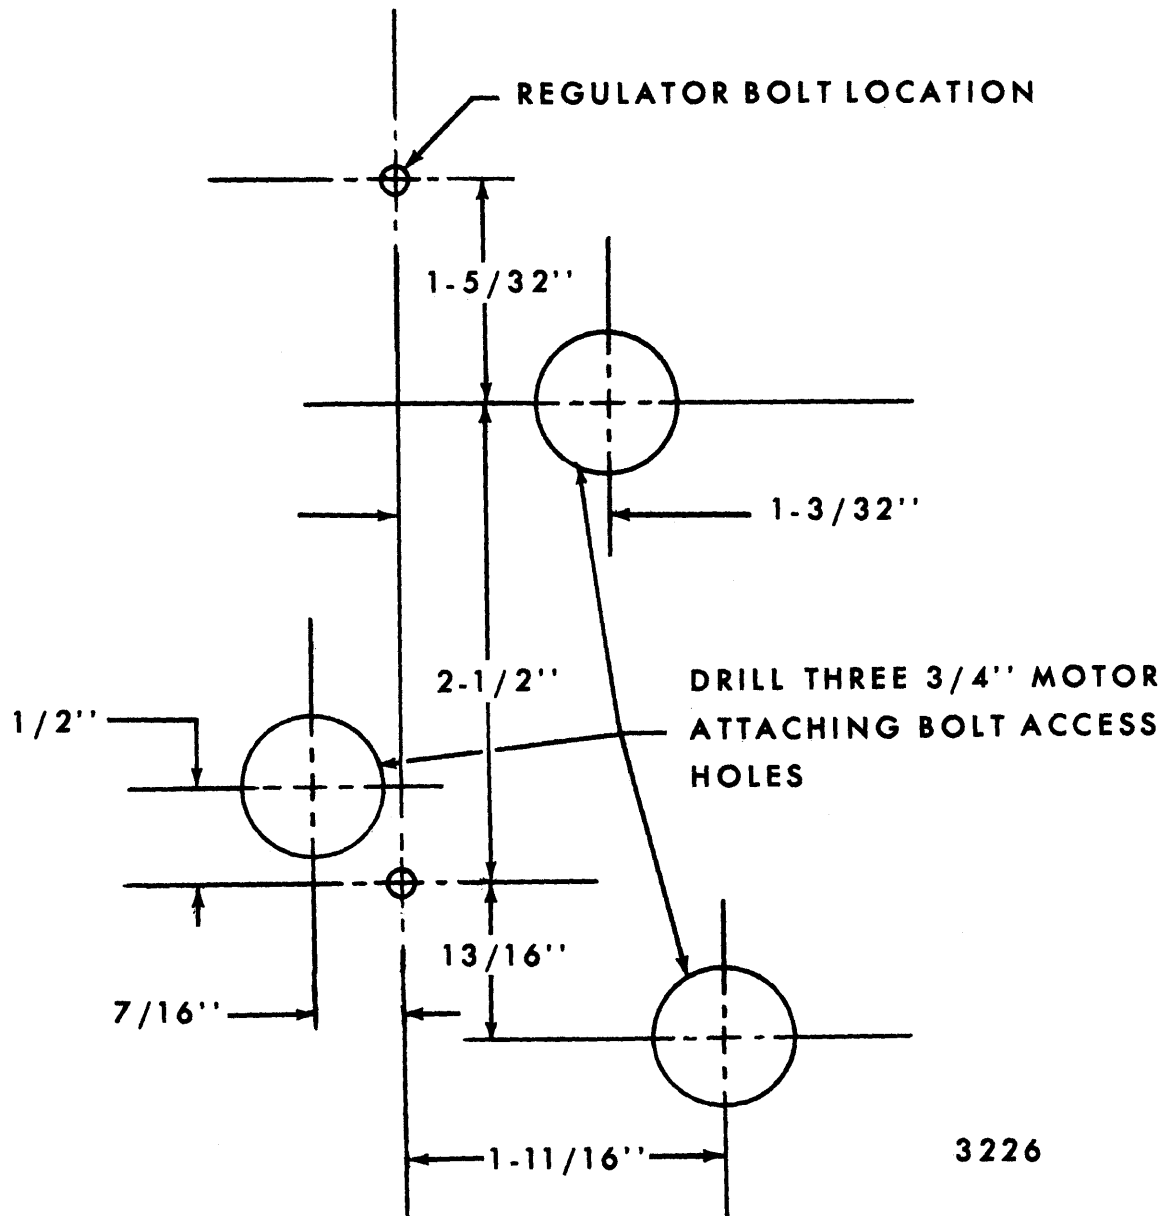 REGULATOR BOLT LOCATION
1-5/32''
1-3/32''
2-1/2''
DRILL THREE 3/4'' MOTOR
ATTACHING BOLT ACCESS
HOLES
1/2''
13/16''
7/16''
1-11/16''
3226